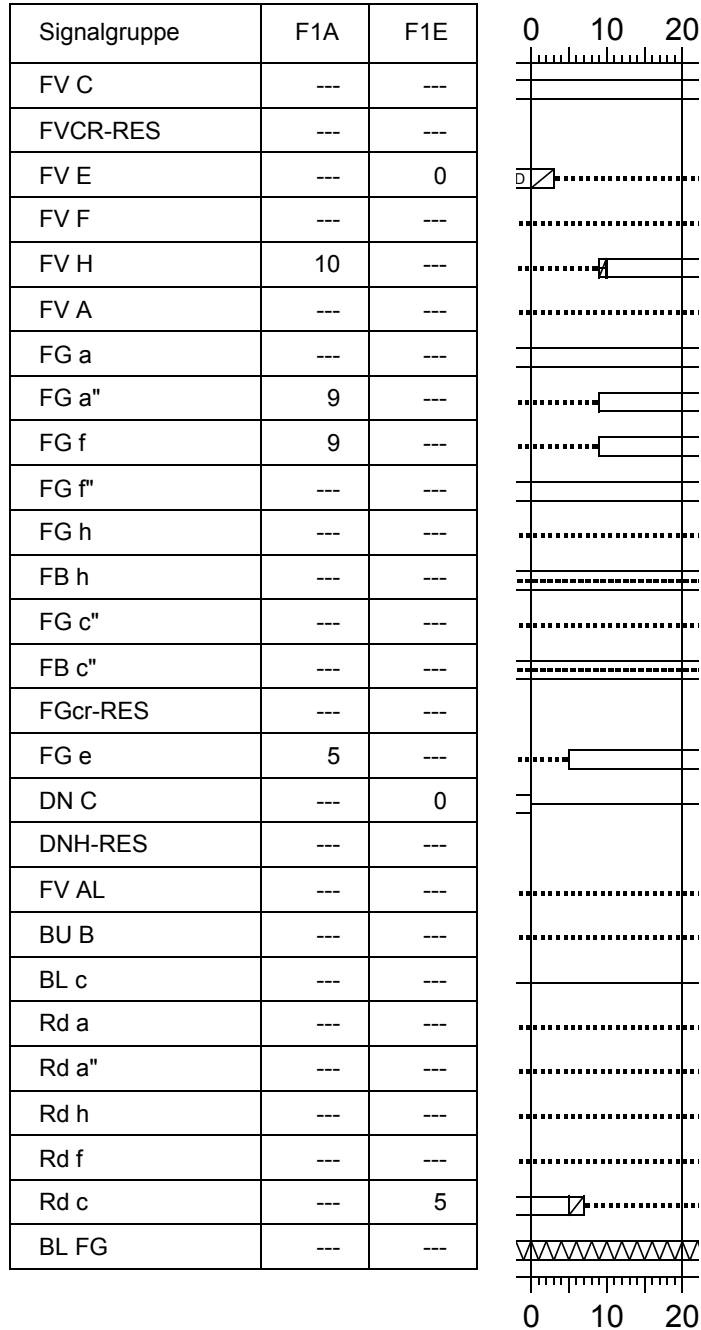 Signalgruppe F1A F1E 0 10 20
FV C --- ---
FVCR-RES --- ---
FV E --- 0
FV F --- ---
FV H 10 ---
FV A --- ---
FG a --- ---
FG a" 9 ---
FG f 9 ---
FG f" --- ---
FG h --- ---
FB h --- ---
FG c" --- ---
FB c" --- ---
FGcr-RES --- ---
FG e 5 ---
DN C --- 0
DNH-RES --- ---
FV AL --- ---
BU B --- ---
BL c --- ---
Rd a --- ---
Rd a" --- ---
Rd h --- ---
Rd f --- ---
Rd c --- 5
BL FG --- ---
0 10 20